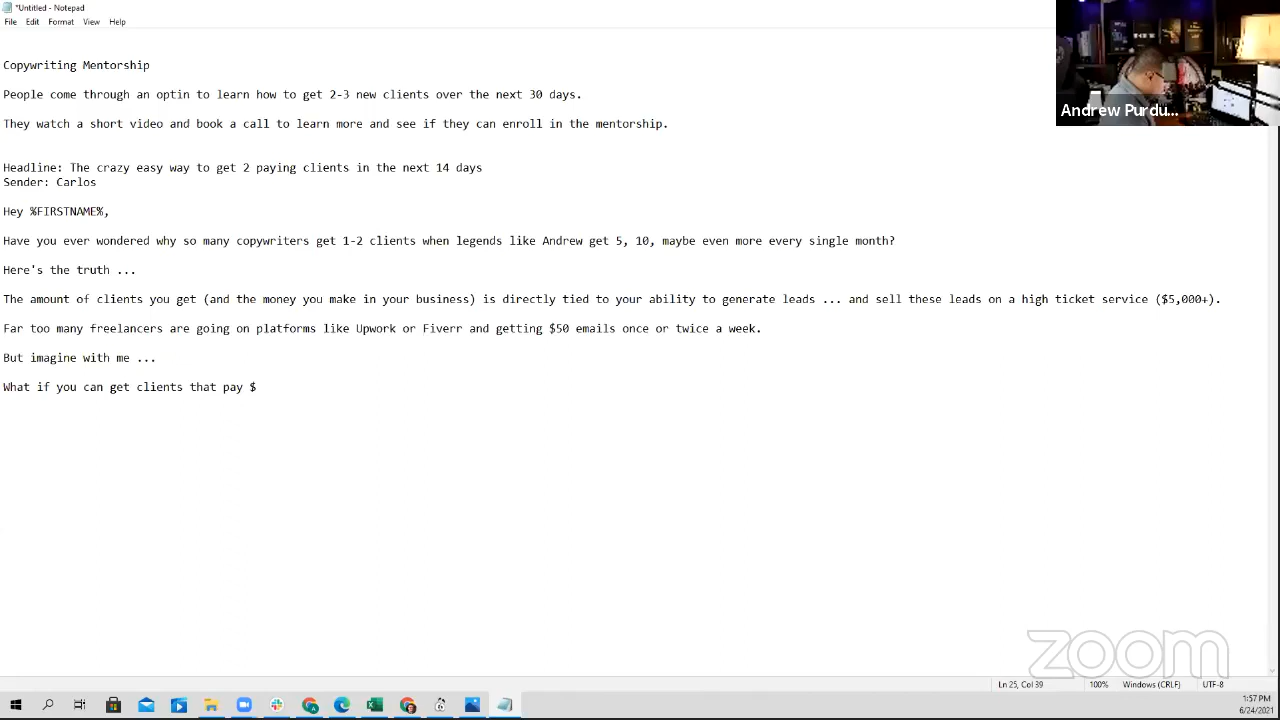 *Untitled - Notepad
File Edit Format View Help
Copywriting Mentorship
People come through an optin to learn how to get 2-3 new clients over the next 30 days.
They watch a short video and book a call to learn more and see if they can enroll in the mentorship.
Headline: The crazy easy way to get 2 paying clients in the next 14 days
Sender: Carlos
Hey %FIRSTNAME%,
Have you ever wondered why so many copywriters get 1-2 clients when legends like Andrew get 5, 10, maybe even more every single month?
Here's the truth ...
The amount of clients you get (and the money you make in your business) is directly tied to your ability to generate leads ... and sell these leads on a high ticket service ($5,000+).
Far too many freelancers are going on platforms like Upwork or Fiverr and getting $50 emails once or twice a week.
But imagine with me ...
What if you can get clients that pay $
Andrew Purdu...
zoom
Ln 25, Col 39 100% Windows (CRLF) UTF-8
1:57 PM
6/24/2021